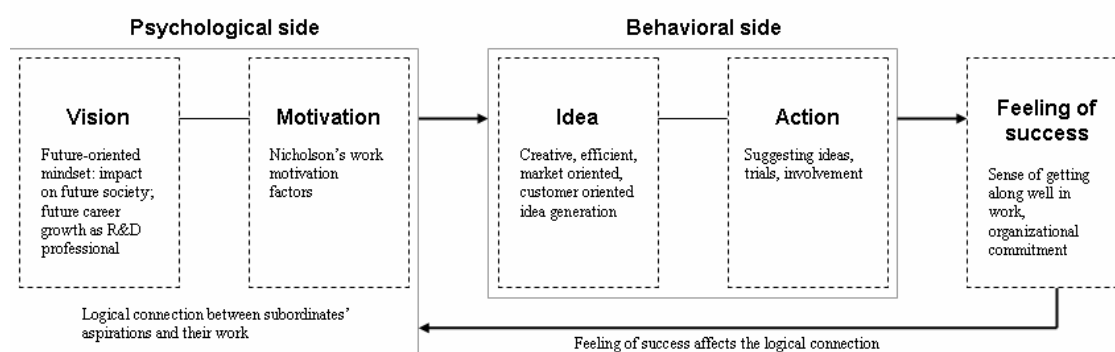 Psychological side
Behavioral side
Vision
Future-oriented
mindset: impact
on future society;
future career
growth as R&D
professional
Motivation
Nicholson's work
motivation
factors
Idea
Creative, efficient,
market oriented,
customer oriented
idea generation
Action
Suggesting ideas,
trials, involvement
Feeling of
success
Sense of getting
along well in
work,
organizational
commitment
Logical connection between subordinates'
aspirations and their work
Feeling of success affects the logical connection